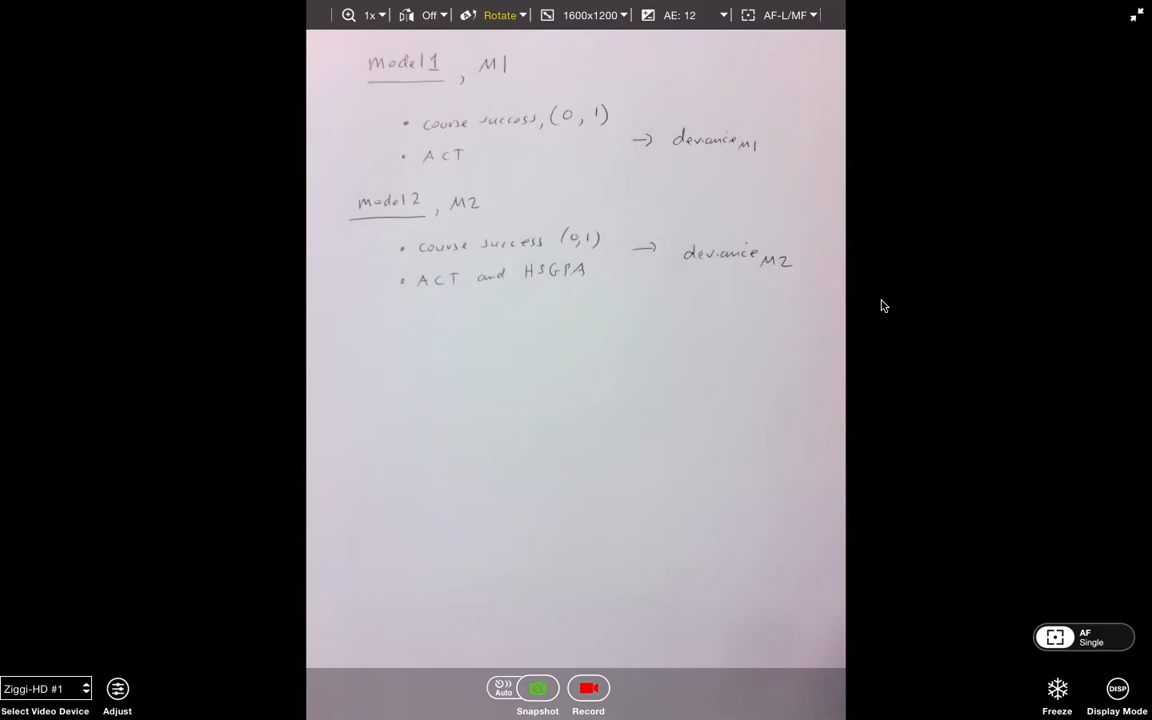 1x Off Rotate 1600x1200 AE: 12 AF-L/MF
model 1, M1
• course success, (0, 1)
→ deviance M1
• ACT
model 2, M2
• course success (0,1) → deviance M2
• ACT and HSGPA
AF
Single
Ziggi-HD #1
Auto
Select Video Device Adjust Snapshot Record Freeze Display Mode
DISP